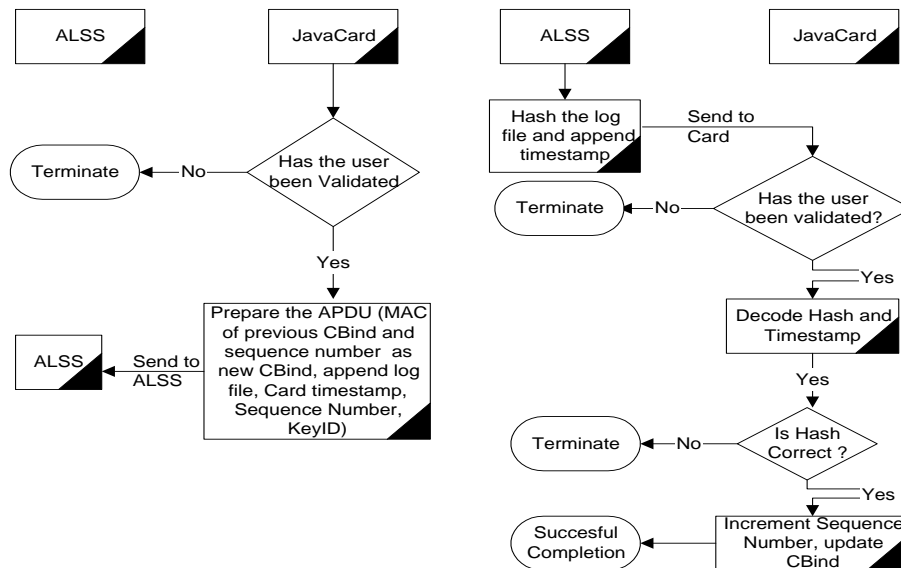 ALSS
JavaCard
Has the user
been Validated
No
Terminate
Yes
Prepare the APDU (MAC
of previous CBind and
sequence number as
new CBind, append log
file, Card timestamp,
Sequence Number,
KeyID)
Send to
ALSS
ALSS
ALSS
JavaCard
Hash the log
file and append
timestamp
Send to
Card
Has the user
been validated?
No
Terminate
Yes
Decode Hash and
Timestamp
Yes
Is Hash
Correct ?
No
Terminate
Yes
Increment Sequence
Number, update
CBind
Succesful
Completion